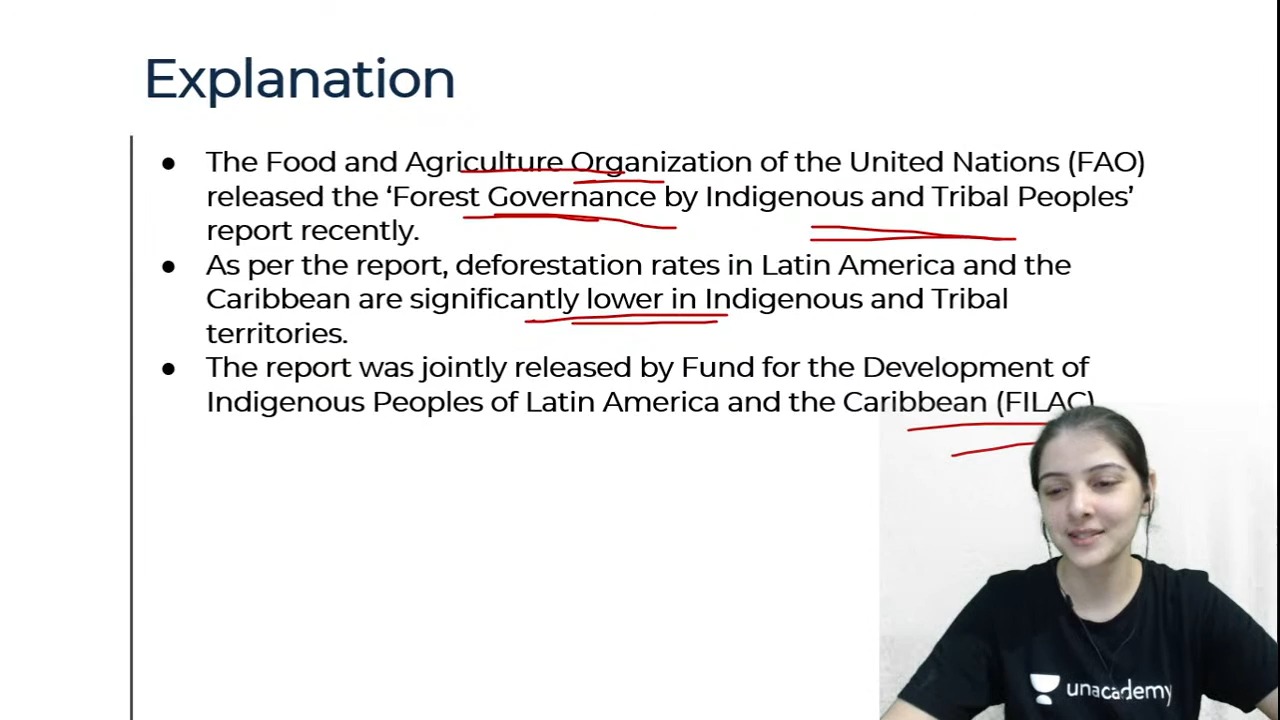 Explanation
● The Food and Agriculture Organization of the United Nations (FAO)
released the ‘Forest Governance by Indigenous and Tribal Peoples’
report recently.
● As per the report, deforestation rates in Latin America and the
Caribbean are significantly lower in Indigenous and Tribal
territories.
● The report was jointly released by Fund for the Development of
Indigenous Peoples of Latin America and the Caribbean (FILAC)
unacademy